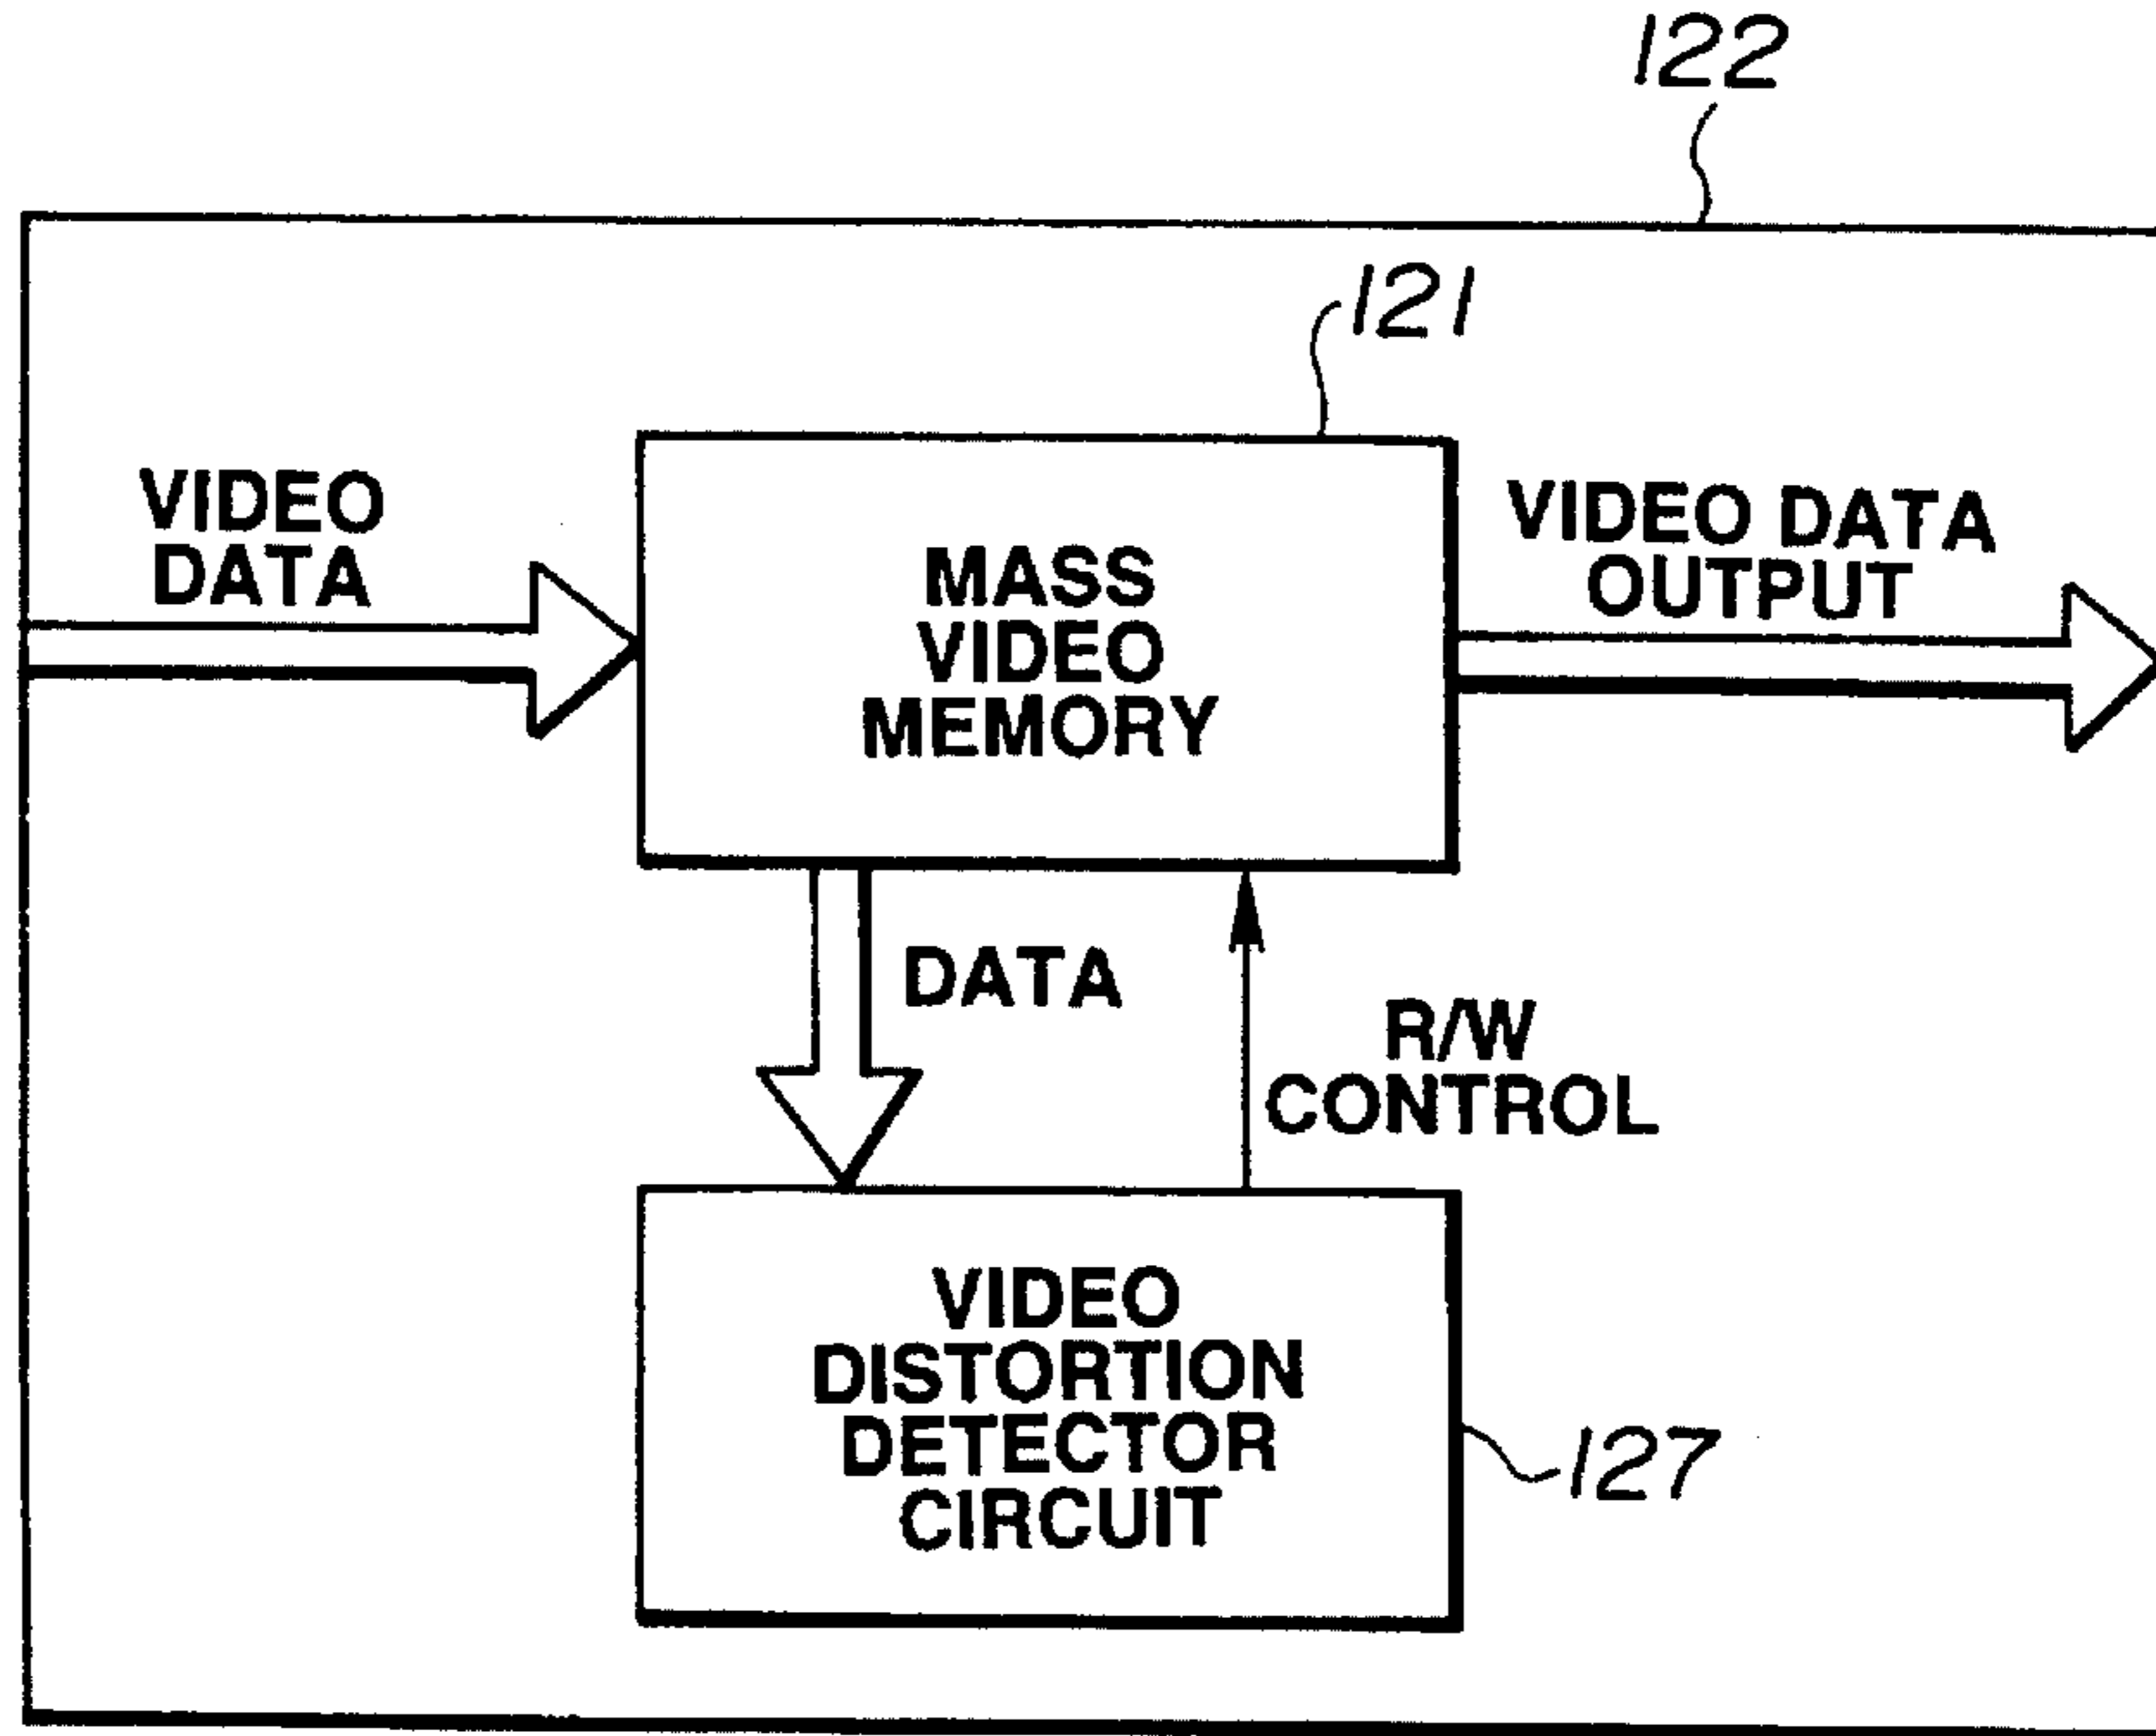 122
121
VIDEO
DATA
MASS
VIDEO
MEMORY
VIDEO DATA
OUTPUT
DATA
R/W
CONTROL
VIDEO
DISTORTION
DETECTOR
CIRCUIT
127